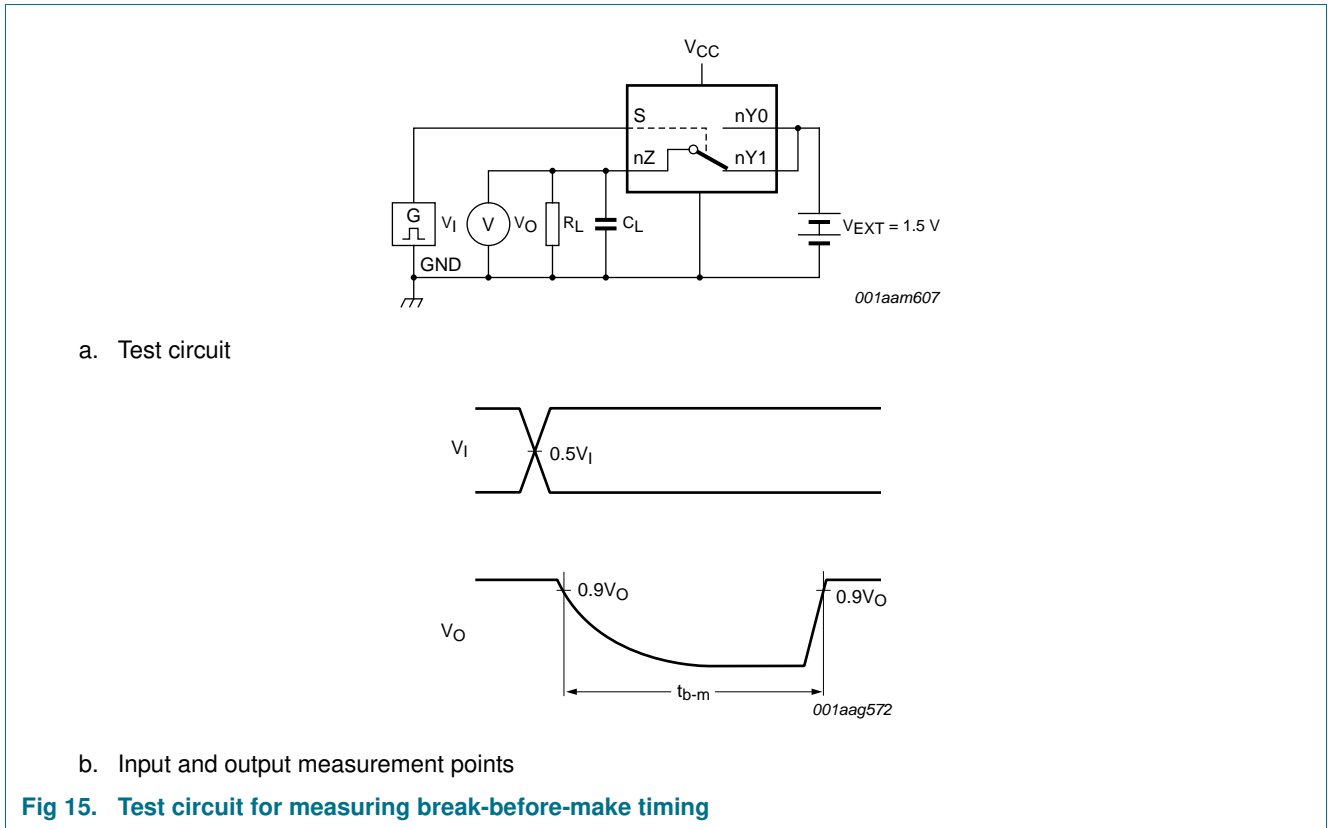 VCC
S nY0
nZ nY1
G VI V VO RL CL VEXT = 1.5 V
GND
001aam607
a. Test circuit
VI 0.5VI
0.9VO 0.9VO
VO
tb-m
001aag572
b. Input and output measurement points
Fig 15. Test circuit for measuring break-before-make timing